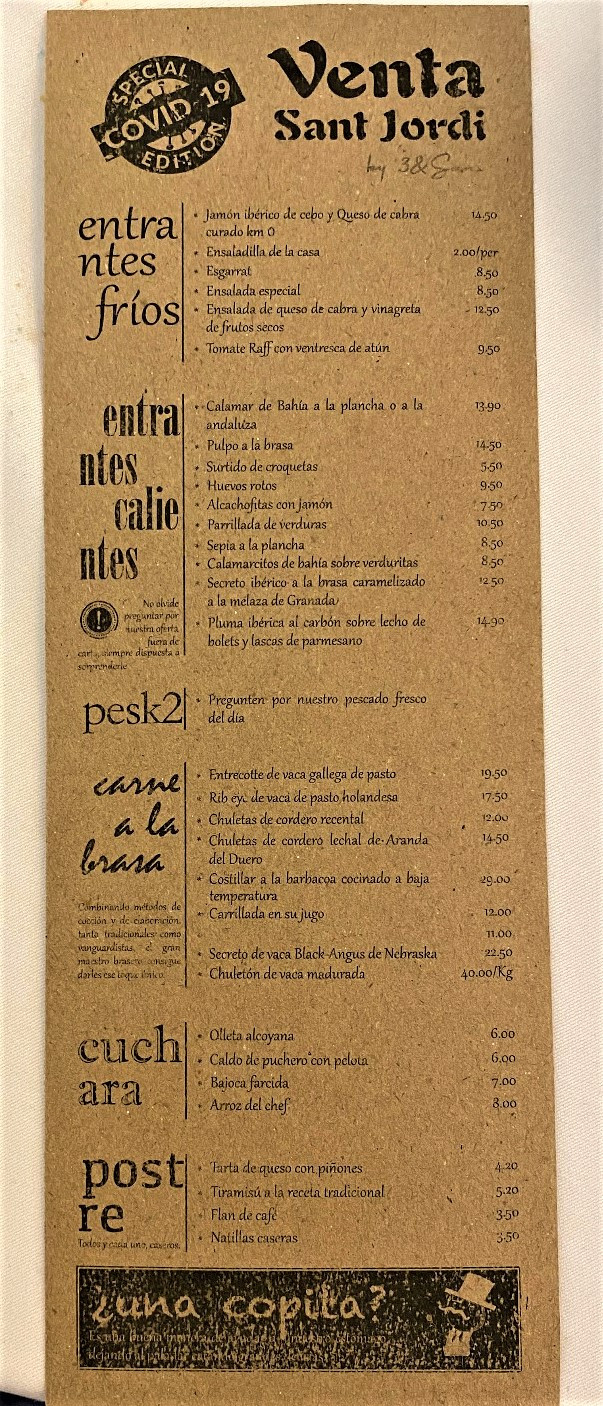 SPECIAL
COVID-19
EDITION
Venta
Sant Jordi
by 3&
entra
ntes
fríos
• Jamón ibérico de cebo y Queso de cabra 14.50
curado km 0
• Ensaladilla de la casa 2.00/per
• Esgarrat 8,50
• Ensalada especial 8,50
• Ensalada de queso de cabra y vinagreta 12.50
de frutos secos
• Tomate Raff con ventresca de atún 9,50
entra
ntes
calie
ntes
• Calamar de Bahía a la plancha o a la 13.90
andaluza
• Pulpo a la brasa 14.50
• Surtido de croquetas 5.50
• Huevos rotos 9.50
• Alcachofitas con jamón 7.50
• Parrillada de verduras 10.50
• Sepia a la plancha 8.50
• Calamarcitos de bahía sobre verduritas 8.50
• Secreto ibérico a la brasa caramelizado 12.50
a la melaza de Granada
• Pluma ibérica al carbón sobre lecho de 14.90
bolets y lascas de parmesano
No olvide
preguntar por
nuestra oferta
fuera de
siempre dispuesta a
sorprenderle
pesk2
• Pregunten por nuestro pescado fresco
del día
carne
a la
brasa
• Entrecotte de vaca gallega de pasto 19.50
• Rib eye de vaca de pasto holandesa 17.50
• Chuletas de cordero recental 12.00
• Chuletas de cordero lechal de Aranda 14.50
del Duero
• Costillar a la barbacoa cocinado a baja 29.00
temperatura
• Carrillada en su jugo 12.00
• 11.00
• Secreto de vaca Black Angus de Nebraska 22.50
• Chuletón de vaca madurada 40.00/Kg
Combinando métodos de
cocción y de elaboración,
tanto tradicionales como
vanguardistas, el gran
maestro brasero consigue
darles ese toque único.
cuch
ara
• Olleta alcoyana 6.00
• Caldo de puchero con pelota 6.00
• Bajoca farcida 7.00
• Arroz del chef 8.00
post
re
Todos y cada uno, caseros.
• Tarta de queso con piñones 4.20
• Tiramisú a la receta tradicional 5.20
• Flan de café 3.50
• Natillas caseras 3.50
¿una copita?
Es una buena manera de
dejando